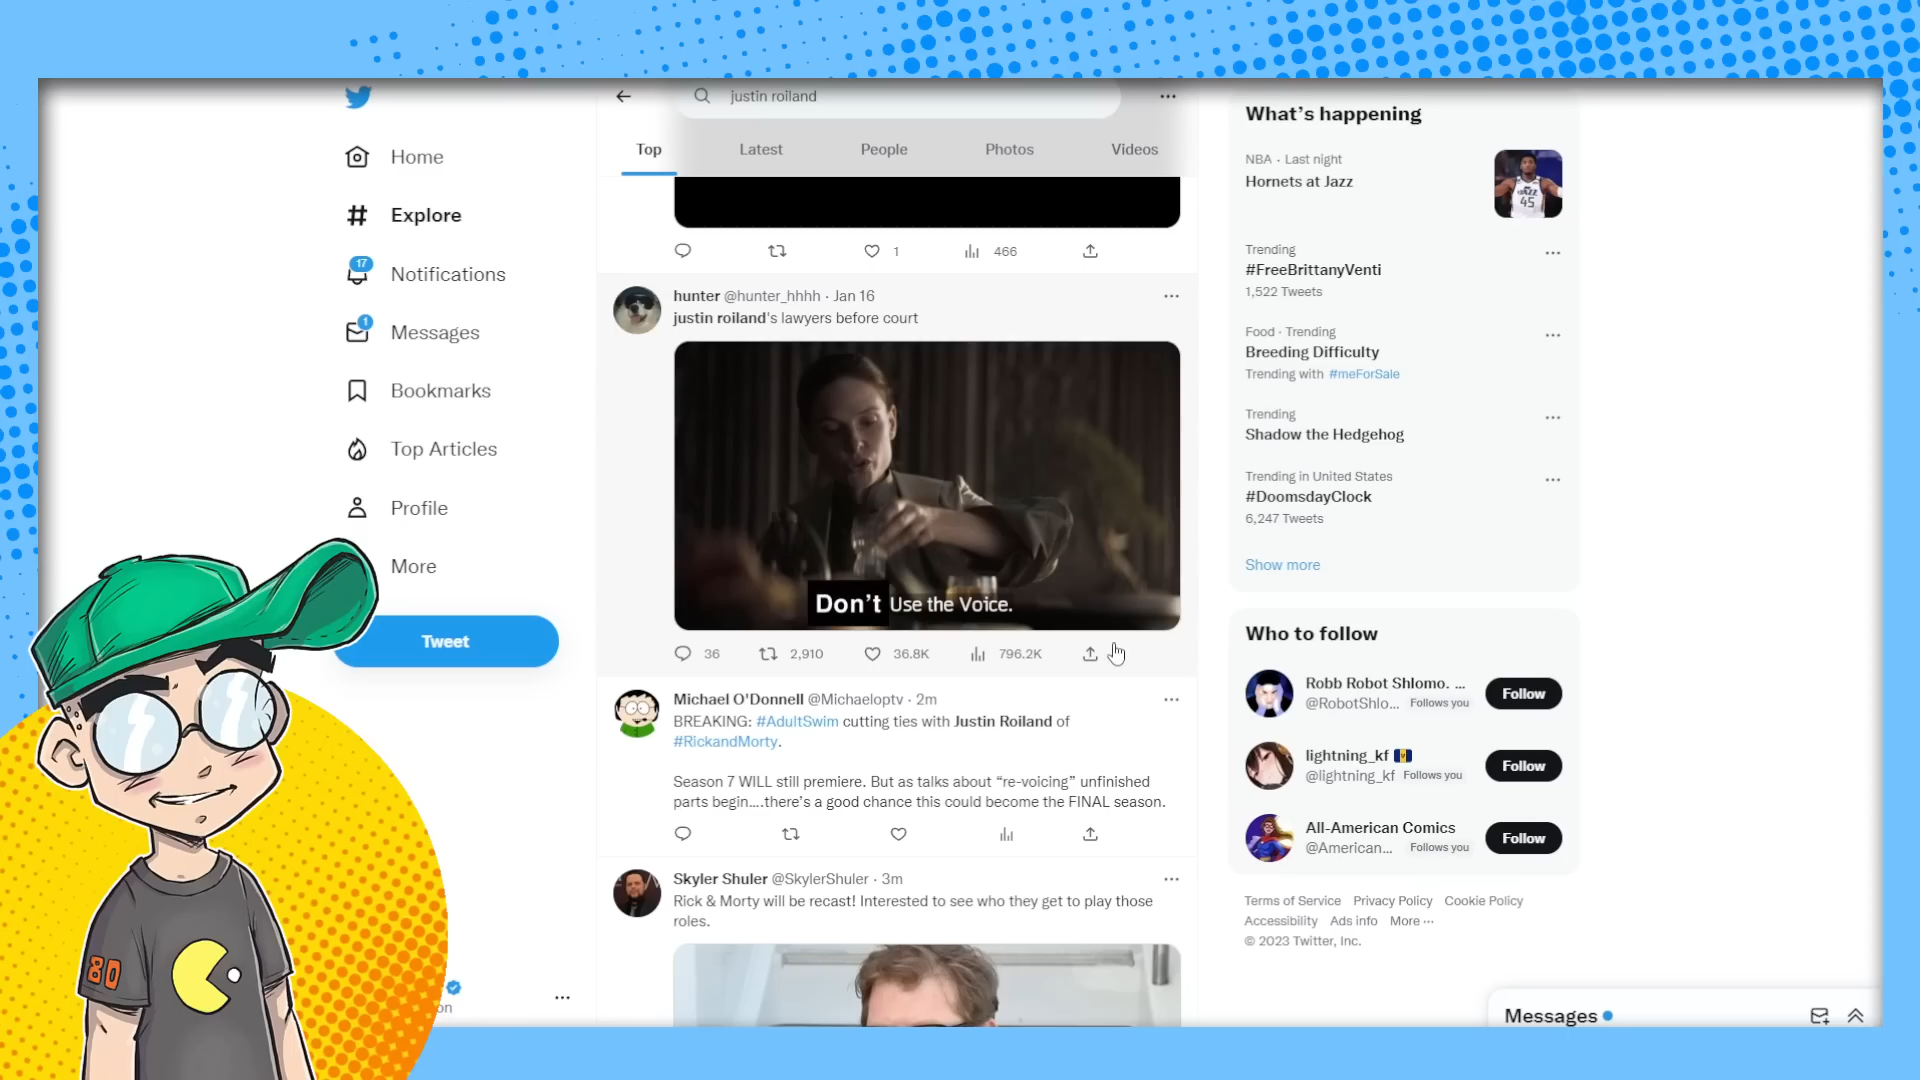 justin roiland
Top Latest People Photos Videos
Home
Explore
17
Notifications
1
Messages
Bookmarks
Top Articles
Profile
More
Tweet
1 466
hunter @hunter_hhhh · Jan 16
justin roiland's lawyers before court
Don't Use the Voice.
36 2,910 36.8K 796.2K
Michael O'Donnell @Michaeloptv · 2m
BREAKING: #AdultSwim cutting ties with Justin Roiland of
#RickandMorty.
Season 7 WILL still premiere. But as talks about “re-voicing” unfinished
parts begin....there's a good chance this could become the FINAL season.
Skyler Shuler @SkylerShuler · 3m
Rick & Morty will be recast! Interested to see who they get to play those
roles.
What's happening
NBA · Last night
Hornets at Jazz
JAZZ
45
Trending
#FreeBrittanyVenti
1,522 Tweets
Food · Trending
Breeding Difficulty
Trending with #meForSale
Trending
Shadow the Hedgehog
Trending in United States
#DoomsdayClock
6,247 Tweets
Show more
Who to follow
Robb Robot Shlomo. ...
@RobotShlo... Follows you
Follow
lightning_kf
@lightning_kf Follows you
Follow
All-American Comics
@American... Follows you
Follow
Terms of Service Privacy Policy Cookie Policy
Accessibility Ads info More ···
© 2023 Twitter, Inc.
Messages
80
on